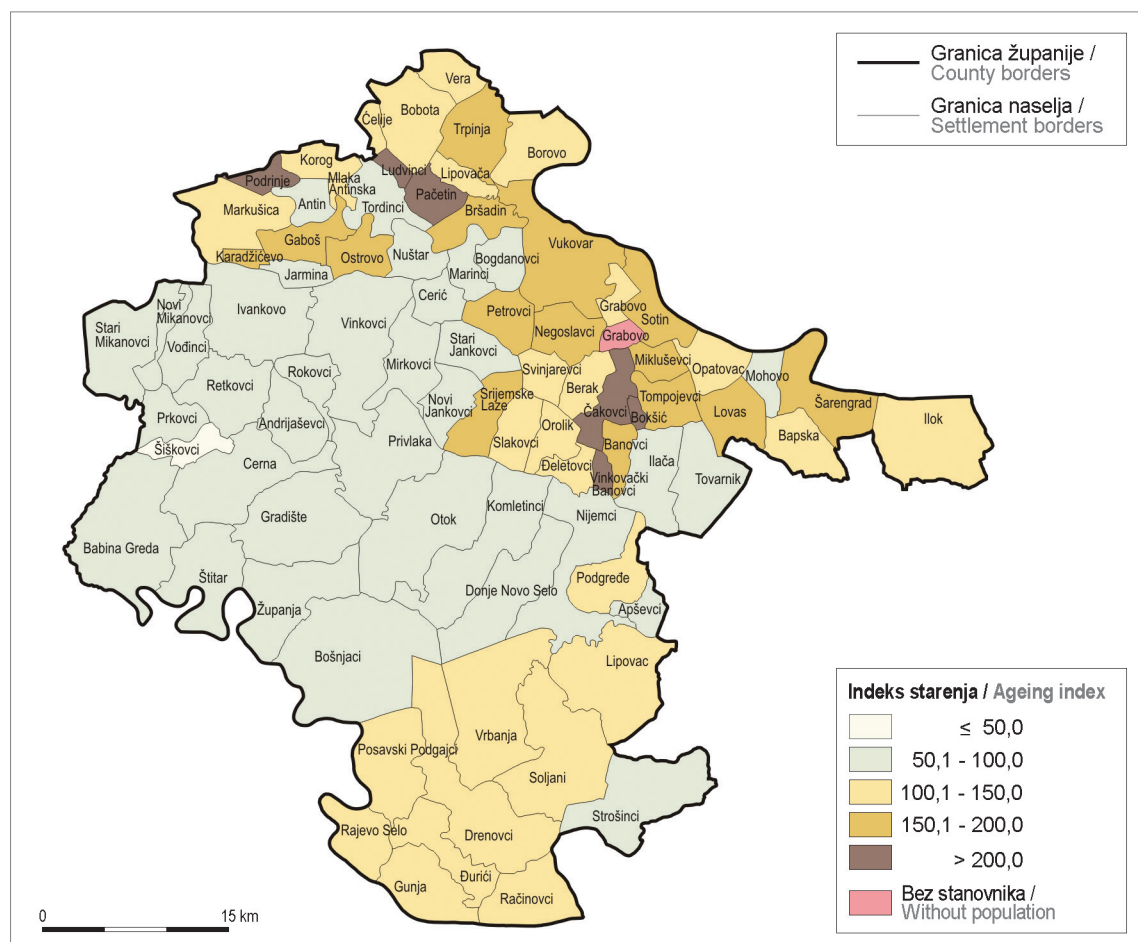 Granica županije /
County borders
Granica naselja /
Settlement borders
Vera
Bobota
Ćelije
Trpinja
Borovo
Korog
Ludvinci
Lipovača
Podrinje
Mlaka
Antinska
Pačetin
Antin
Tordinci
Markušica
Bršadin
Gaboš
Vukovar
Karadžićevo
Ostrovo
Nuštar
Bogdanovci
Jarmina
Marinci
Cerić
Novi
Mikanovci
Ivankovo
Grabovo
Stari
Mikanovci
Vinkovci
Petrovci
Sotin
Negoslavci
Grabovo
Vođinci
Stari
Jankovci
Mikluševci
Opatovac
Mirkovci
Svinjarevci
Mohovo
Rokovci
Retkovci
Berak
Tompojevci
Šarengrad
Srijemske
Laze
Novi
Jankovci
Čakovci
Lovas
Bokšić
Ilok
Prkovci
Andrijaševci
Orolik
Privlaka
Bapska
Slakovci
Banovci
Šiškovci
Ilača
Cerna
Đeletovci
Vinkovački
Banovci
Tovarnik
Komletinci
Gradište
Otok
Nijemci
Babina Greda
Štitar
Podgrađe
Donje Novo Selo
Županja
Apševci
Bošnjaci
Lipovac
Vrbanja
Posavski Podgajci
Soljani
Strošinci
Rajevo Selo
Drenovci
Đurići
Gunja
Račinovci
Indeks starenja / Ageing index
≤ 50,0
50,1 - 100,0
100,1 - 150,0
150,1 - 200,0
> 200,0
Bez stanovnika /
Without population
0
15 km